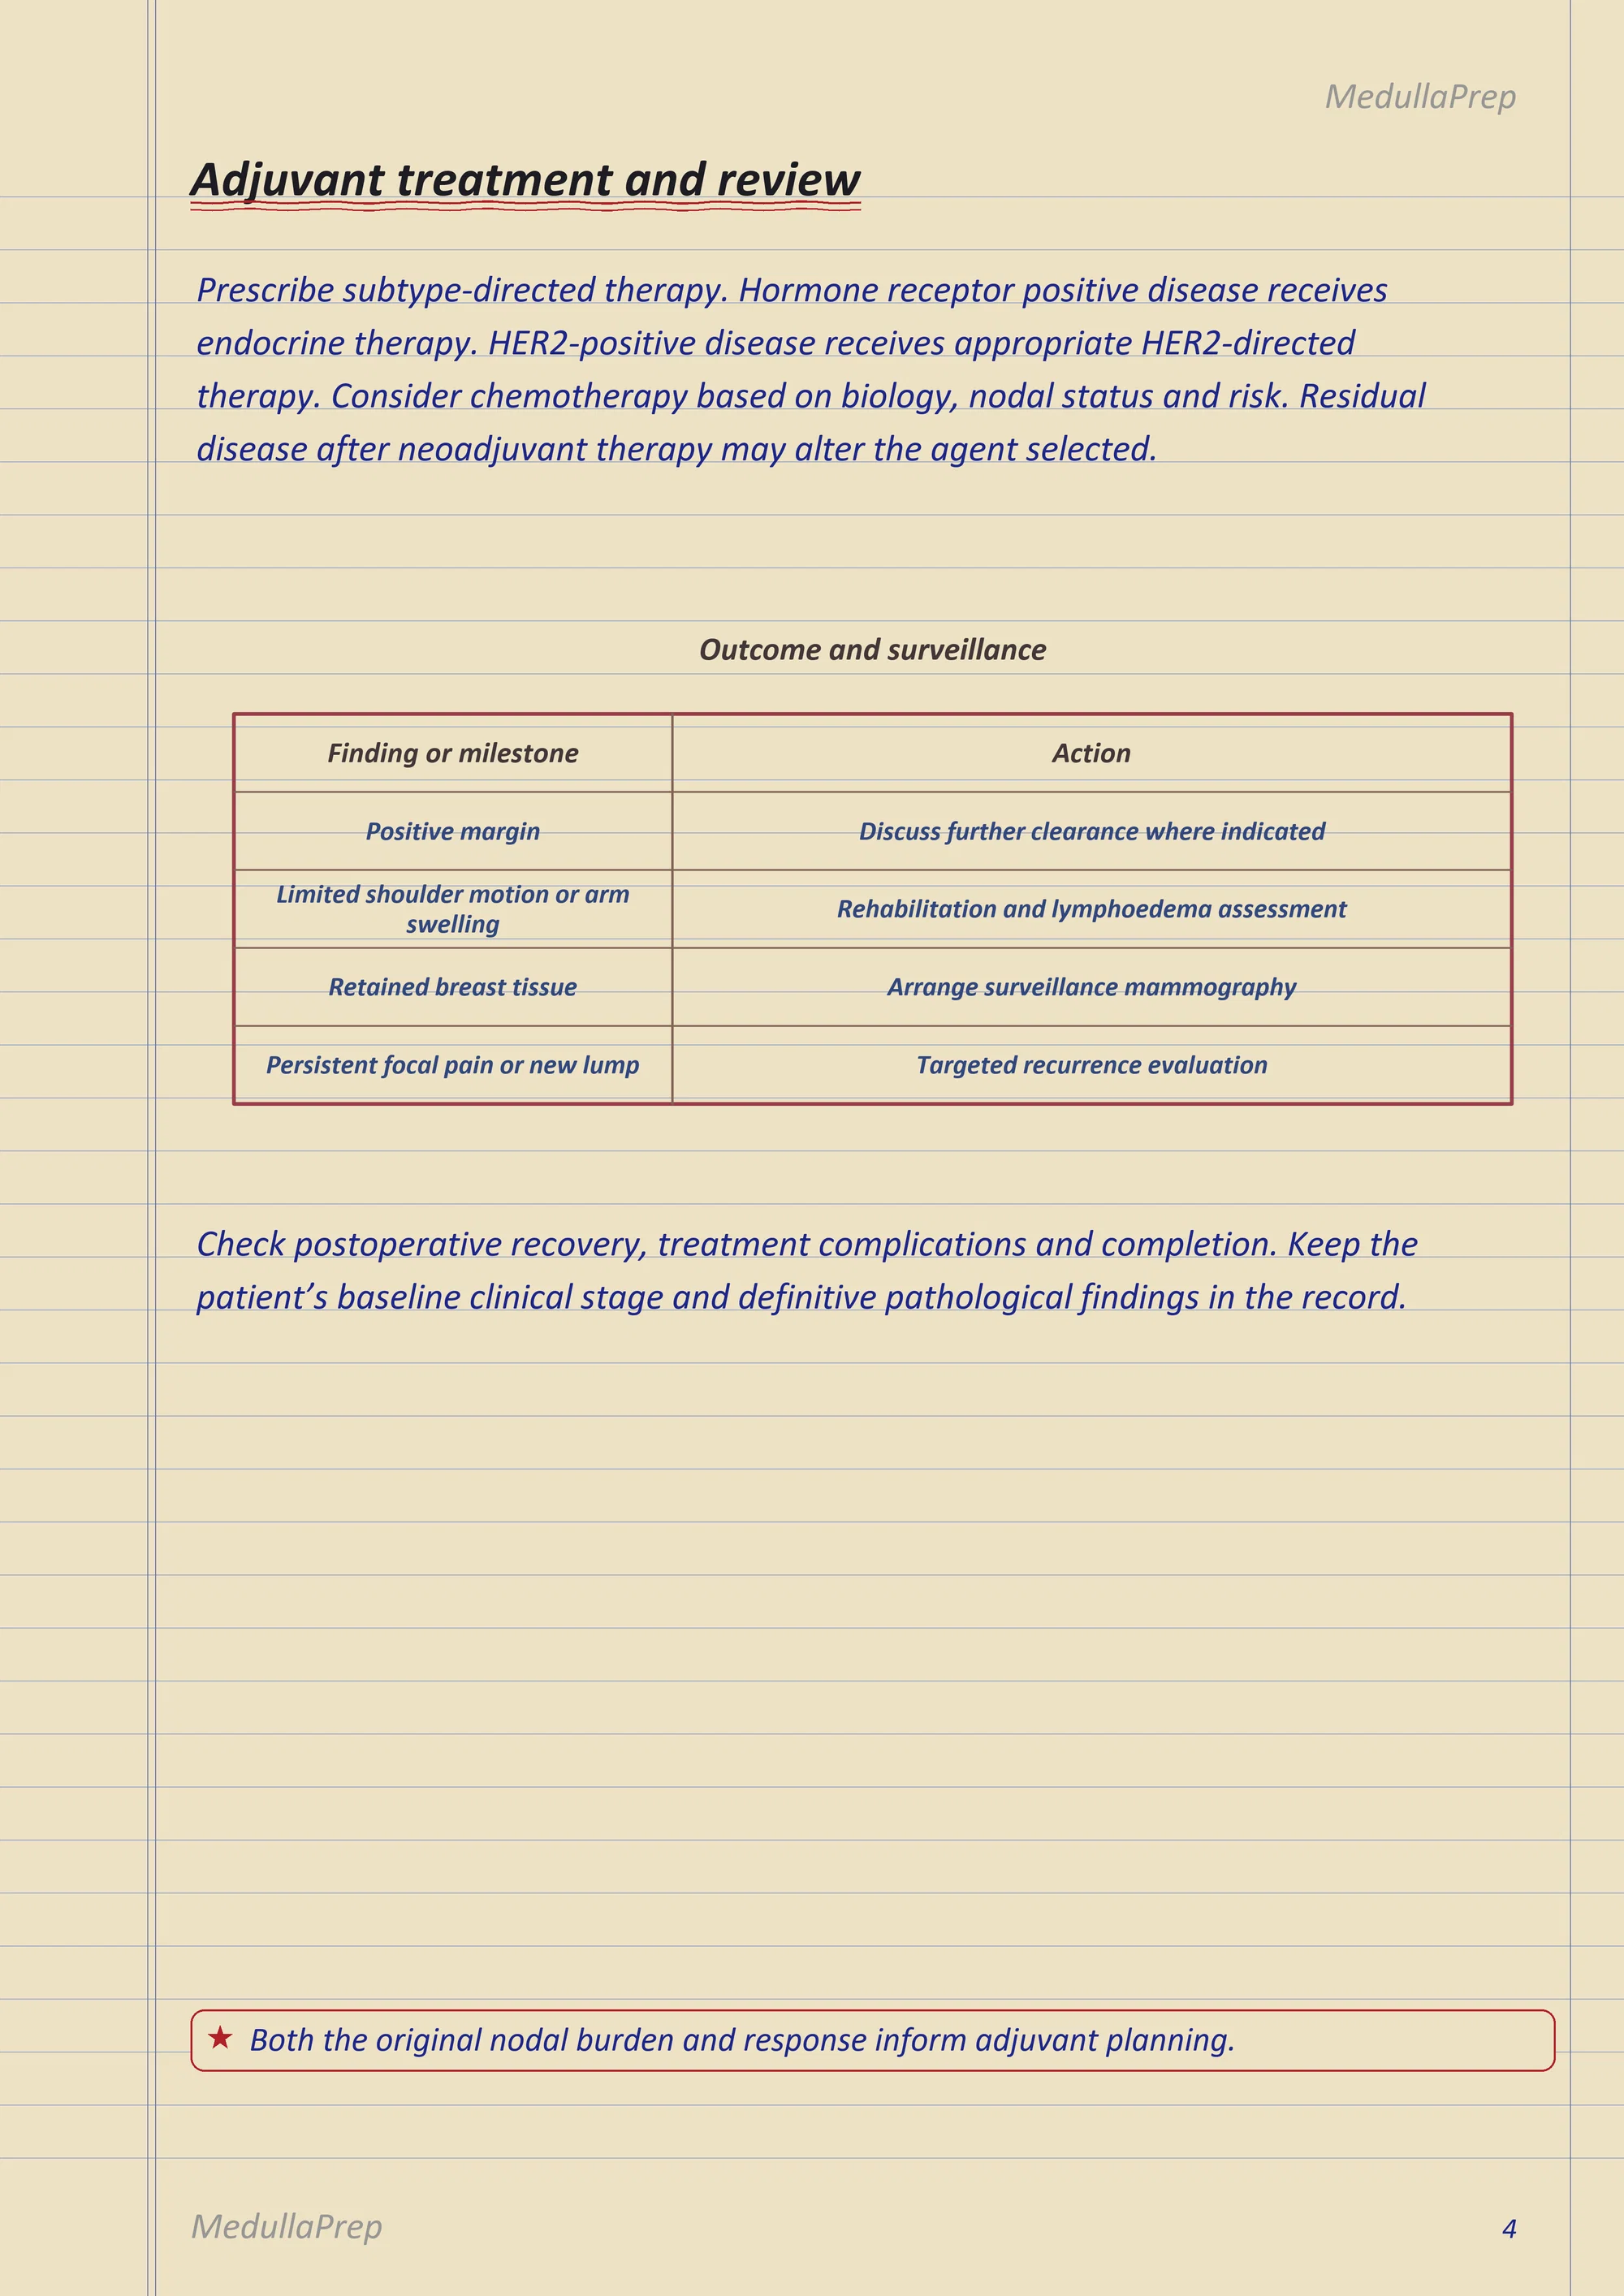 MedullaPrep
Adjuvant treatment and review
Prescribe subtype-directed therapy. Hormone receptor positive disease receives
endocrine therapy. HER2-positive disease receives appropriate HER2-directed
therapy. Consider chemotherapy based on biology, nodal status and risk. Residual
disease after neoadjuvant therapy may alter the agent selected.
Outcome and surveillance
Finding or milestone Action
Positive margin Discuss further clearance where indicated
Limited shoulder motion or arm
swelling Rehabilitation and lymphoedema assessment
Retained breast tissue Arrange surveillance mammography
Persistent focal pain or new lump Targeted recurrence evaluation
Check postoperative recovery, treatment complications and completion. Keep the
patient’s baseline clinical stage and definitive pathological findings in the record.
★ Both the original nodal burden and response inform adjuvant planning.
MedullaPrep 4